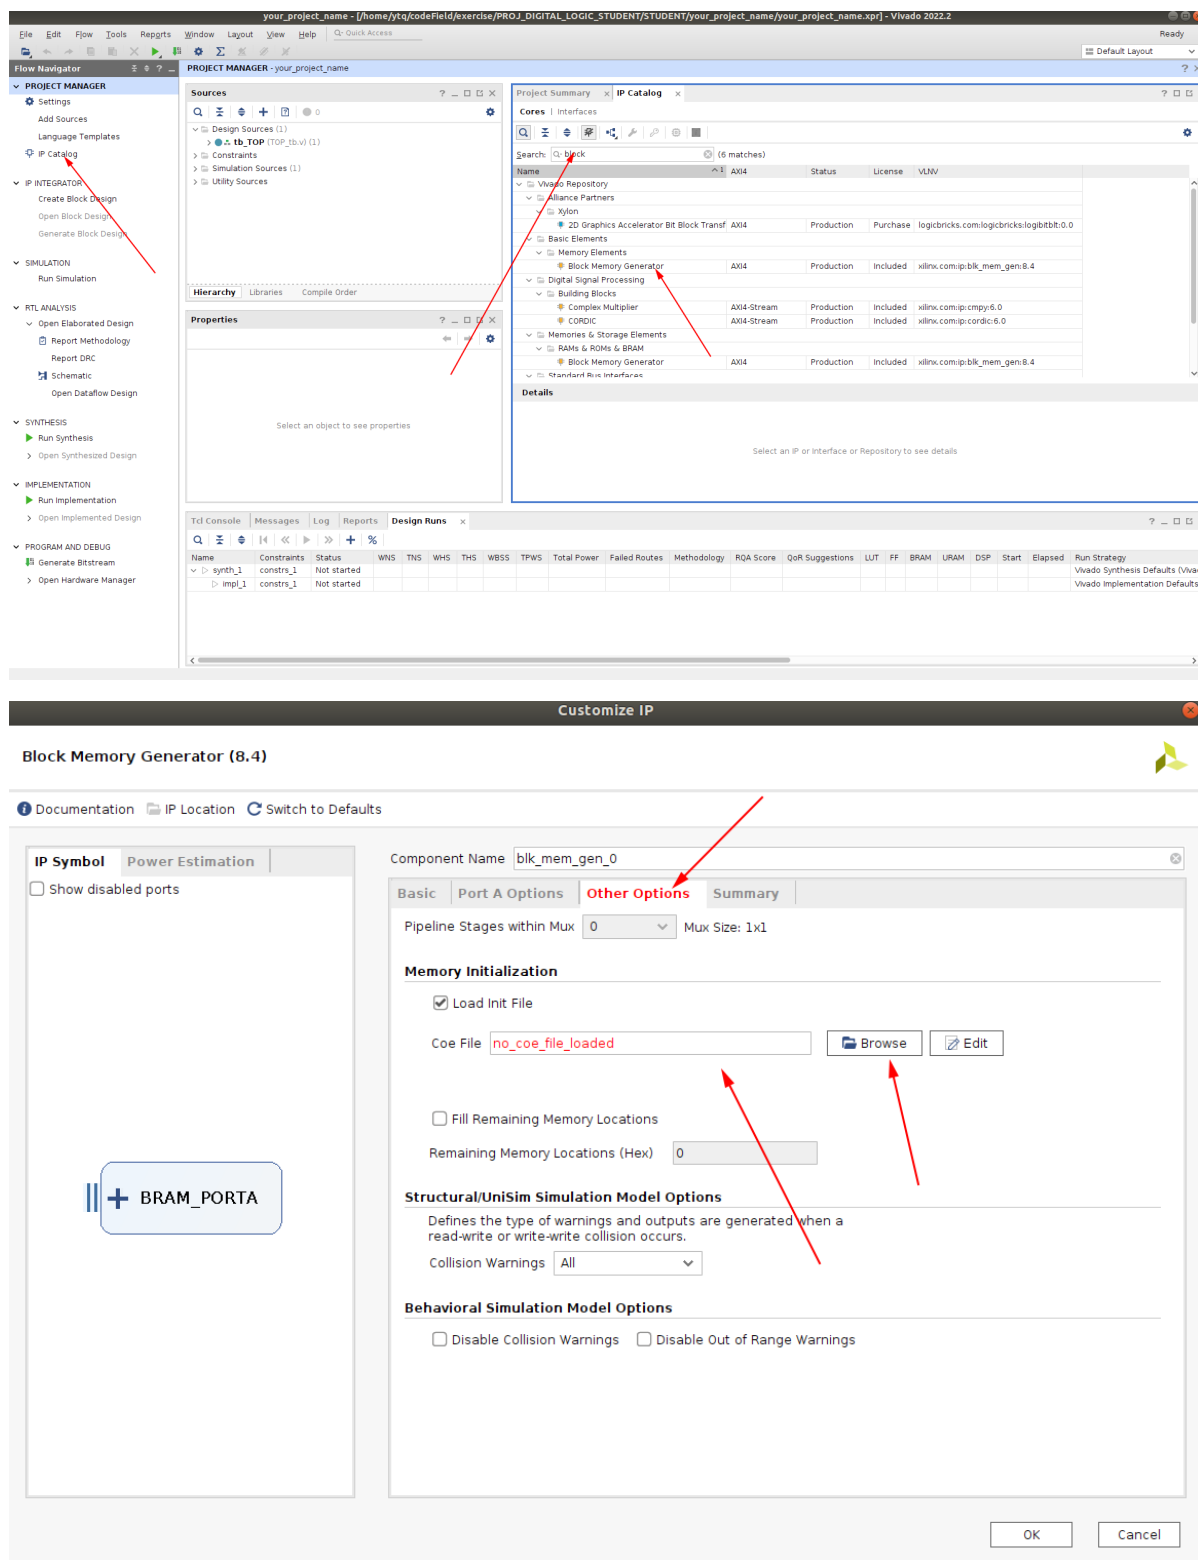 your_project_name - [/home/ytq/codeField/exercise/PROJ_DIGITAL_LOGIC_STUDENT/STUDENT/your_project_name/your_project_name.xpr] - Vivado 2022.2
File Edit Flow Tools Reports Window Layout View Help Q- Quick Access Ready
Default Layout
Flow Navigator
PROJECT MANAGER
Settings
Add Sources
Language Templates
IP Catalog
IP INTEGRATOR
Create Block Design
Open Block Design
Generate Block Design
SIMULATION
Run Simulation
RTL ANALYSIS
Open Elaborated Design
Report Methodology
Report DRC
Schematic
Open Dataflow Design
SYNTHESIS
Run Synthesis
Open Synthesized Design
IMPLEMENTATION
Run Implementation
Open Implemented Design
PROGRAM AND DEBUG
Generate Bitstream
Open Hardware Manager
PROJECT MANAGER - your_project_name
Sources
0
Design Sources (1)
tb_TOP (TOP_tb.v) (1)
Constraints
Simulation Sources (1)
Utility Sources
Hierarchy Libraries Compile Order
Properties
Select an object to see properties
Project Summary IP Catalog
Cores | Interfaces
Search: Q- block (6 matches)
Name 1 AXI4 Status License VLNV
Vivado Repository
Alliance Partners
Xylon
2D Graphics Accelerator Bit Block Transf AXI4 Production Purchase logicbricks.com:logicbricks:logibitblt:0.0
Basic Elements
Memory Elements
Block Memory Generator AXI4 Production Included xilinx.com:ip:blk_mem_gen:8.4
Digital Signal Processing
Building Blocks
Complex Multiplier AXI4-Stream Production Included xilinx.com:ip:cmpy:6.0
CORDIC AXI4-Stream Production Included xilinx.com:ip:cordic:6.0
Memories & Storage Elements
RAMs & ROMs & BRAM
Block Memory Generator AXI4 Production Included xilinx.com:ip:blk_mem_gen:8.4
Standard Bus Interfaces
Details
Select an IP or Interface or Repository to see details
Tcl Console Messages Log Reports Design Runs
Name Constraints Status WNS TNS WHS THS WBSS TPWS Total Power Failed Routes Methodology RQA Score QoR Suggestions LUT FF BRAM URAM DSP Start Elapsed Run Strategy
synth_1 constrs_1 Not started Vivado Synthesis Defaults (Viva
impl_1 constrs_1 Not started Vivado Implementation Defaults
Customize IP
Block Memory Generator (8.4)
Documentation IP Location Switch to Defaults
IP Symbol Power Estimation
Show disabled ports
BRAM_PORTA
Component Name blk_mem_gen_0
Basic Port A Options Other Options Summary
Pipeline Stages within Mux 0 Mux Size: 1x1
Memory Initialization
Load Init File
Coe File no_coe_file_loaded Browse Edit
Fill Remaining Memory Locations
Remaining Memory Locations (Hex) 0
Structural/UniSim Simulation Model Options
Defines the type of warnings and outputs are generated when a
read-write or write-write collision occurs.
Collision Warnings All
Behavioral Simulation Model Options
Disable Collision Warnings Disable Out of Range Warnings
OK Cancel